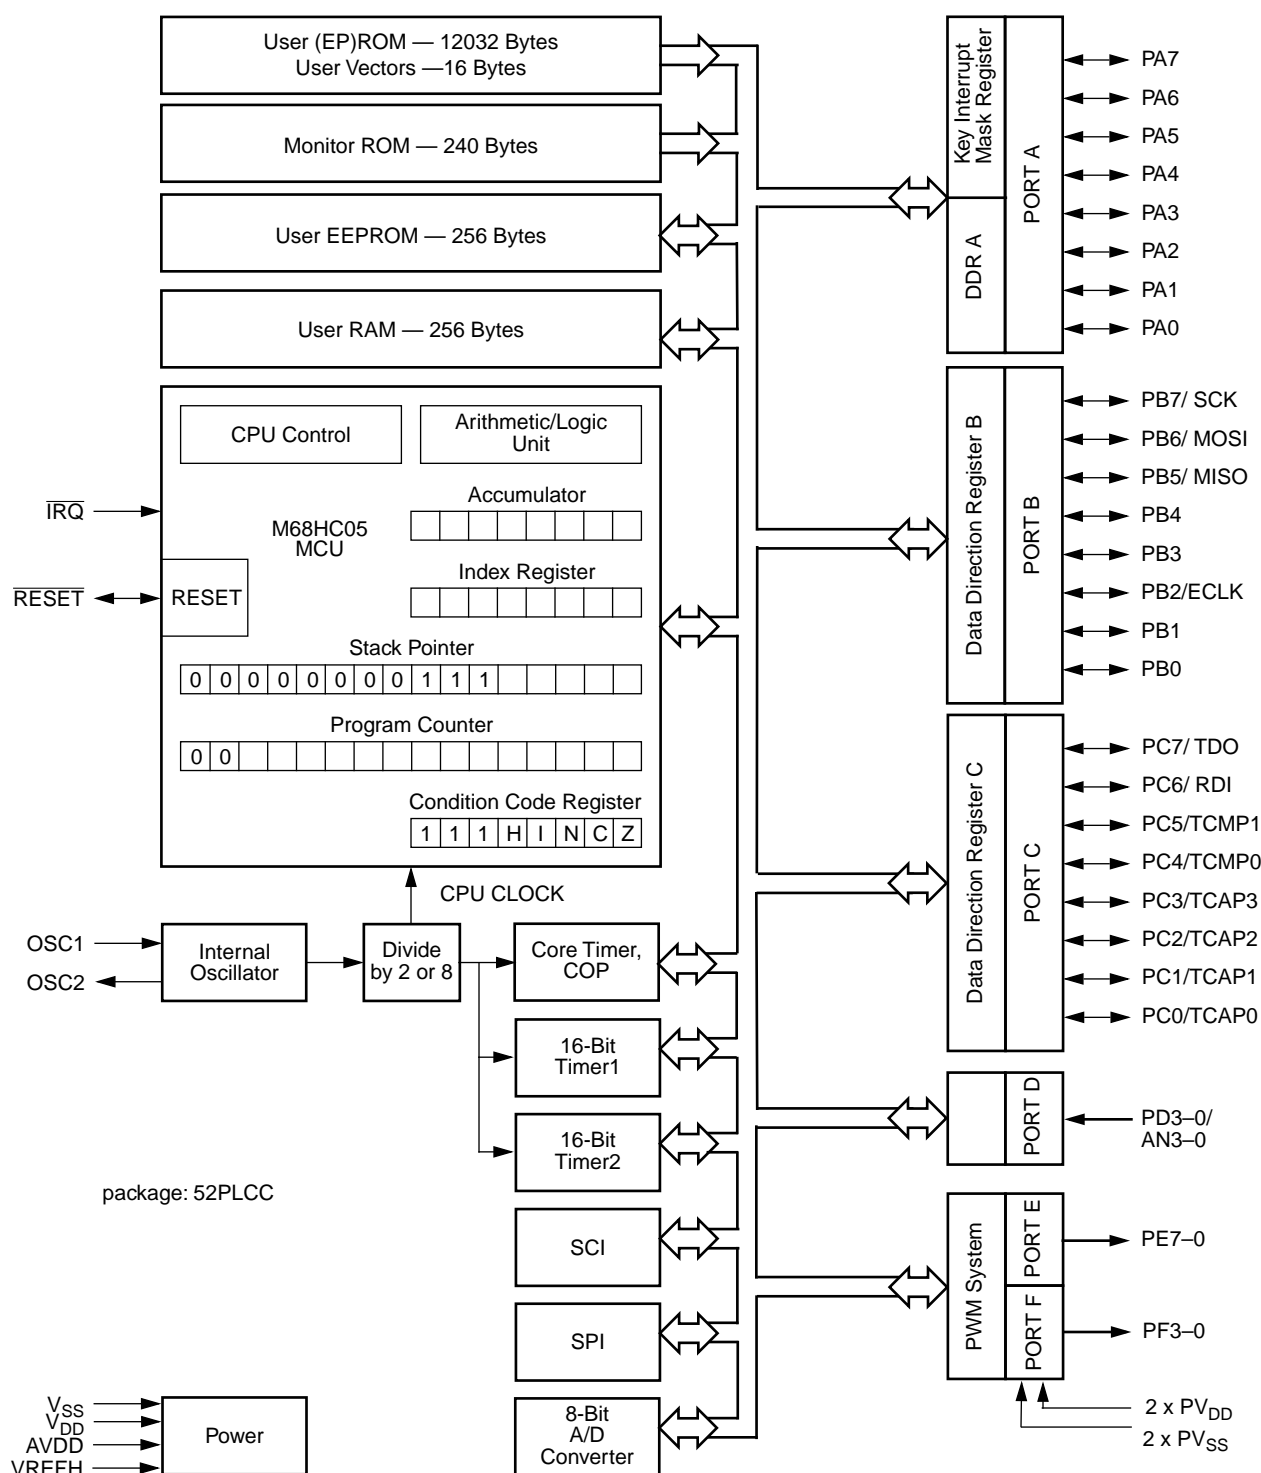 User (EP)ROM — 12032 Bytes
User Vectors —16 Bytes
Monitor ROM — 240 Bytes
User EEPROM — 256 Bytes
User RAM — 256 Bytes
CPU Control
Arithmetic/Logic
Unit
Accumulator
M68HC05
MCU
IRQ
Index Register
RESET
RESET
Stack Pointer
0 0 0 0 0 0 0 0 1 1 1
Program Counter
0 0
Condition Code Register
1 1 1 H I N C Z
CPU CLOCK
OSC1
OSC2
Internal
Oscillator
Divide
by 2 or 8
Core Timer,
COP
16-Bit
Timer1
16-Bit
Timer2
package: 52PLCC
SCI
SPI
8-Bit
A/D
Converter
VSS
VDD
AVDD
VREFH
Power
Key Interrupt
Mask Register
DDR A
PORT A
PA7
PA6
PA5
PA4
PA3
PA2
PA1
PA0
Data Direction Register B
PORT B
PB7/ SCK
PB6/ MOSI
PB5/ MISO
PB4
PB3
PB2/ECLK
PB1
PB0
Data Direction Register C
PORT C
PC7/ TDO
PC6/ RDI
PC5/TCMP1
PC4/TCMP0
PC3/TCAP3
PC2/TCAP2
PC1/TCAP1
PC0/TCAP0
PORT D
PD3–0/
AN3–0
PWM System
PORT E
PE7–0
PORT F
PF3–0
2 x PVDD
2 x PVSS